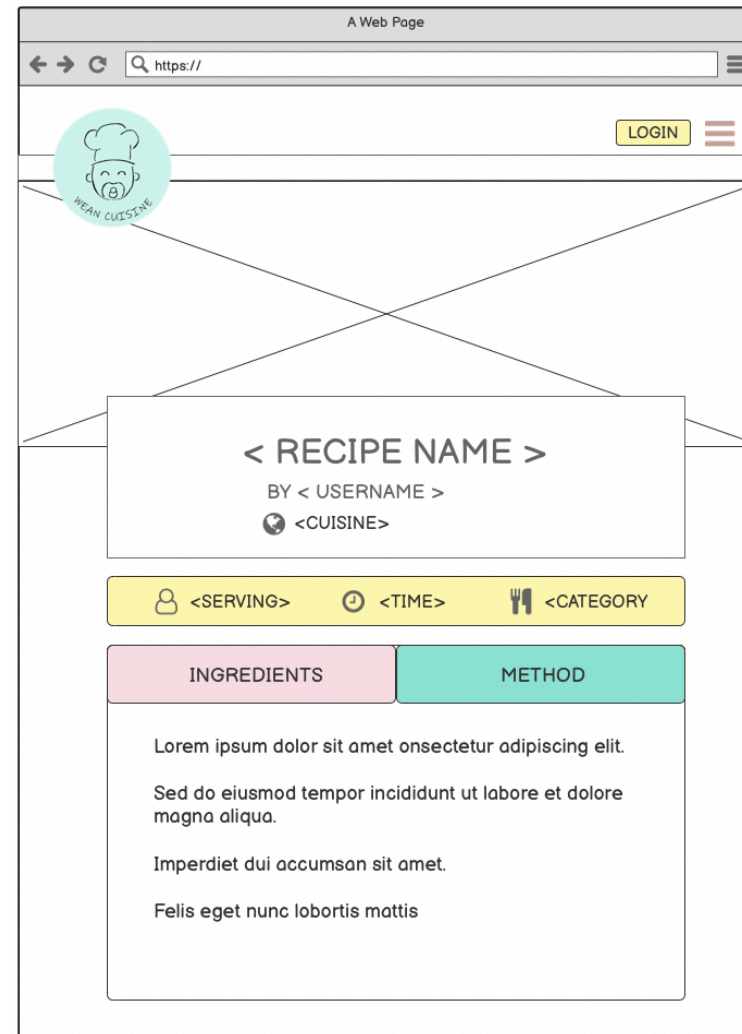 A Web Page
https://
LOGIN
WEAN CUISINE
< RECIPE NAME >
BY < USERNAME >
<CUISINE>
<SERVING> <TIME> <CATEGORY
INGREDIENTS METHOD
Lorem ipsum dolor sit amet onsectetur adipiscing elit.
Sed do eiusmod tempor incididunt ut labore et dolore
magna aliqua.
Imperdiet dui accumsan sit amet.
Felis eget nunc lobortis mattis